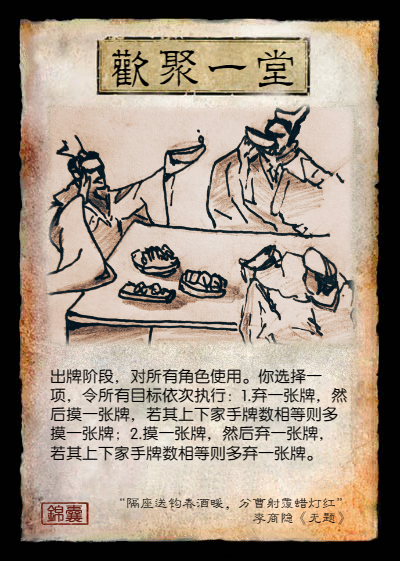 歡聚一堂
出牌阶段，对所有角色使用。你选择一
项，令所有目标依次执行：1.弃一张牌，然
后摸一张牌，若其上下家手牌数相等则多
摸一张牌；2.摸一张牌，然后弃一张牌，
若其上下家手牌数相等则多弃一张牌。
錦囊
“隔座送钩春酒暖，分曹射覆蜡灯红”
李商隐《无题》